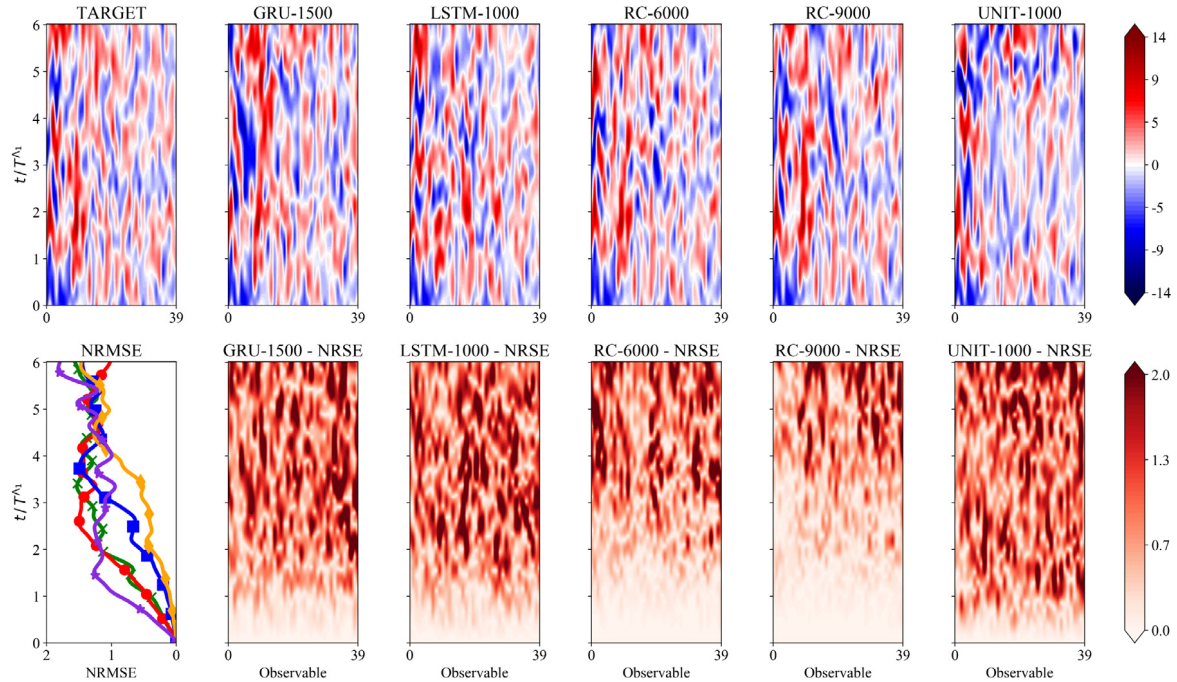 TARGET
GRU-1500
LSTM-1000
RC-6000
RC-9000
UNIT-1000
t/T^Λ₁
6
5
4
3
2
1
0
0 39
0 39
0 39
0 39
0 39
0 39
14
9
5
2
0
-2
-5
-9
-14
NRMSE
GRU-1500 - NRSE
LSTM-1000 - NRSE
RC-6000 - NRSE
RC-9000 - NRSE
UNIT-1000 - NRSE
t/T^Λ₁
6
5
4
3
2
1
0
2 1 0
0 39
0 39
0 39
0 39
0 39
NRMSE
Observable
Observable
Observable
Observable
Observable
2.0
1.3
0.7
0.0